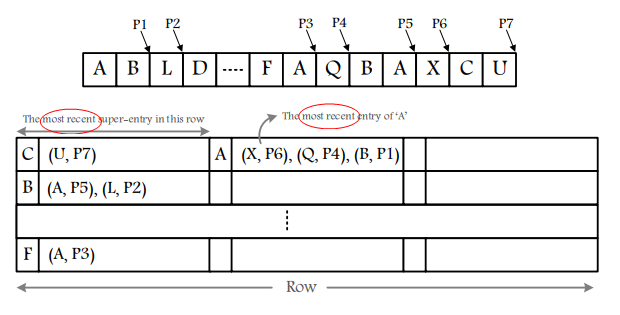 P1 P2 P3 P4 P5 P6 P7
A B L D ---- F A Q B A X C U
The most recent super-entry in this row
The most recent entry of 'A'
C (U, P7) A (X, P6), (Q, P4), (B, P1)
B (A, P5), (L, P2)
F (A, P3)
Row